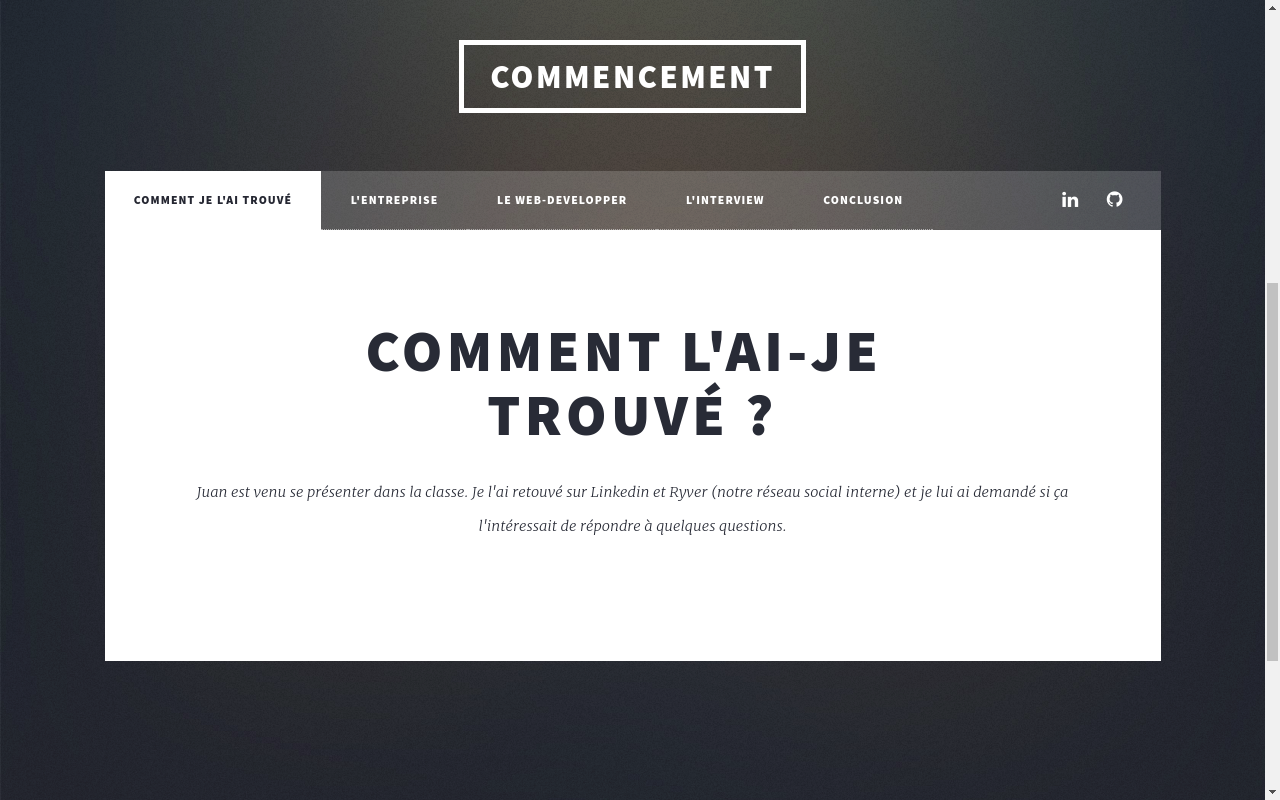 COMMENCEMENT
COMMENT JE L'AI TROUVÉ L'ENTREPRISE LE WEB-DEVELOPPER L'INTERVIEW CONCLUSION
COMMENT L'AI-JE
TROUVÉ ?
Juan est venu se présenter dans la classe. Je l'ai retouvé sur Linkedin et Ryver (notre réseau social interne) et je lui ai demandé si ça
l'intéressait de répondre à quelques questions.